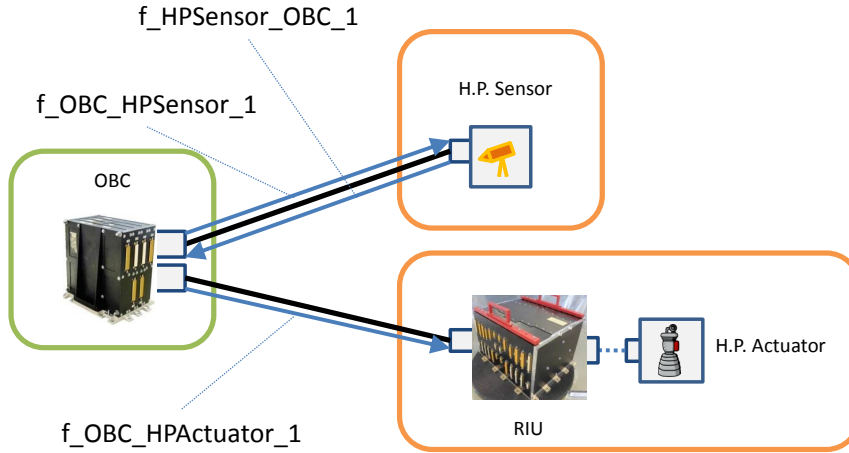 f_HPSensor_OBC_1
H.P. Sensor
f_OBC_HPSensor_1
OBC
H.P. Actuator
RIU
f_OBC_HPActuator_1